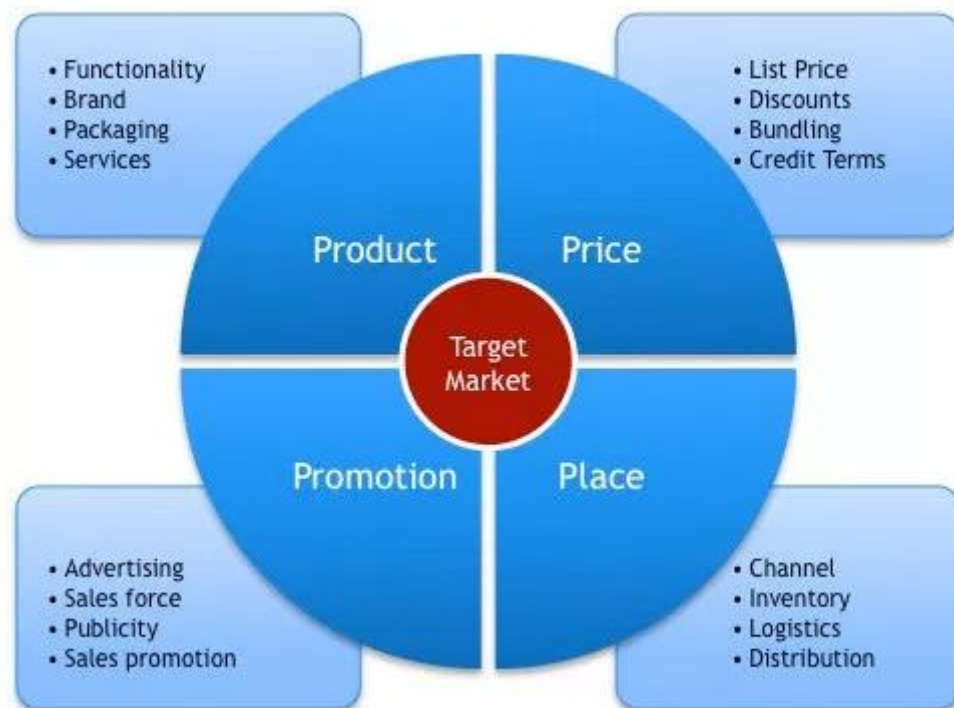 • Functionality
• Brand
• Packaging
• Services
• List Price
• Discounts
• Bundling
• Credit Terms
Product
Price
Target
Market
Promotion
Place
• Advertising
• Sales force
• Publicity
• Sales promotion
• Channel
• Inventory
• Logistics
• Distribution